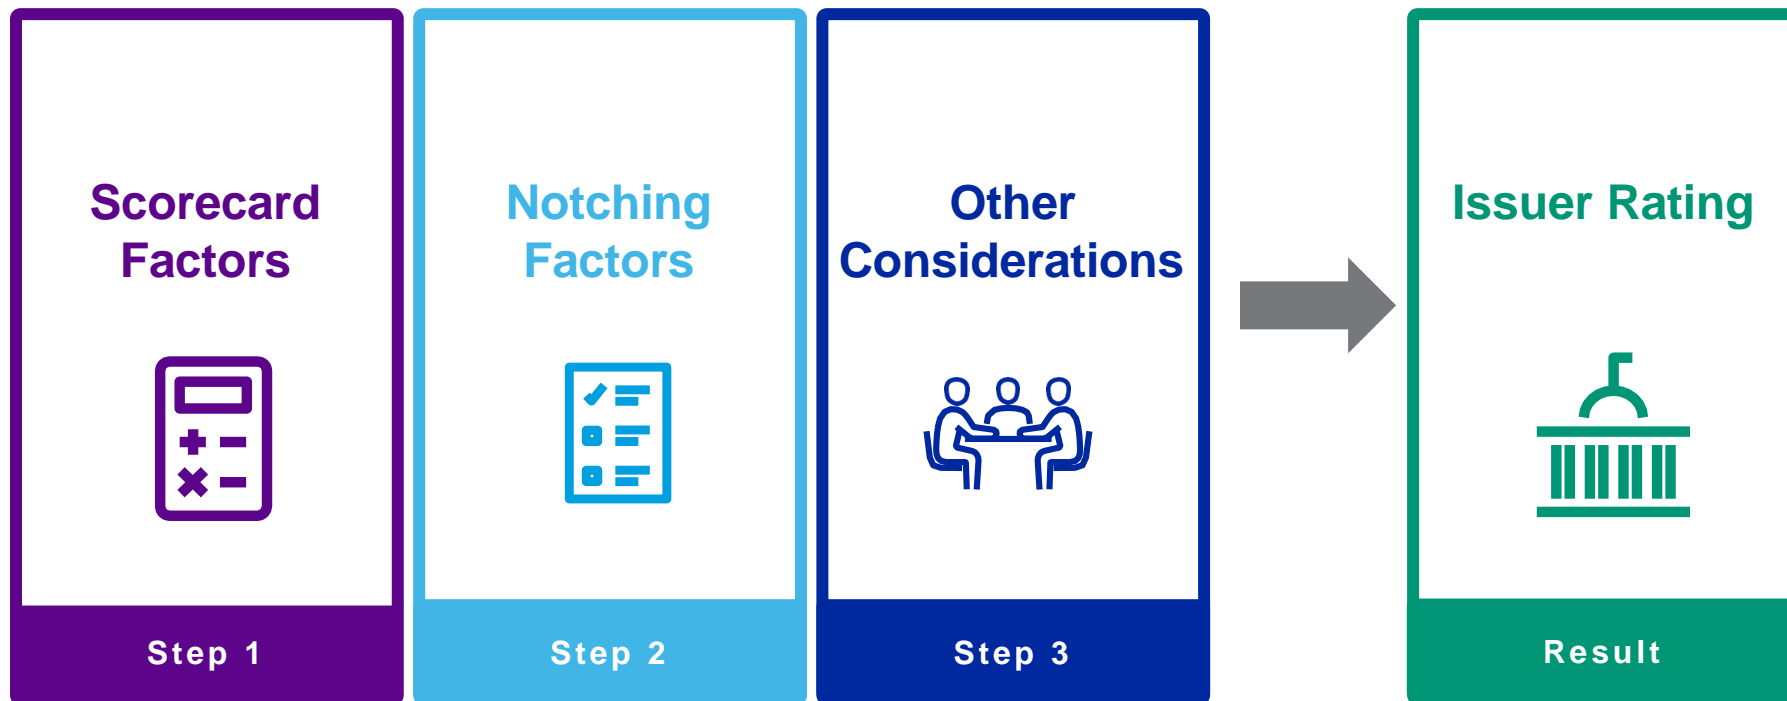 Scorecard
Factors
Step 1
Notching
Factors
Step 2
Other
Considerations
Step 3
Issuer Rating
Result